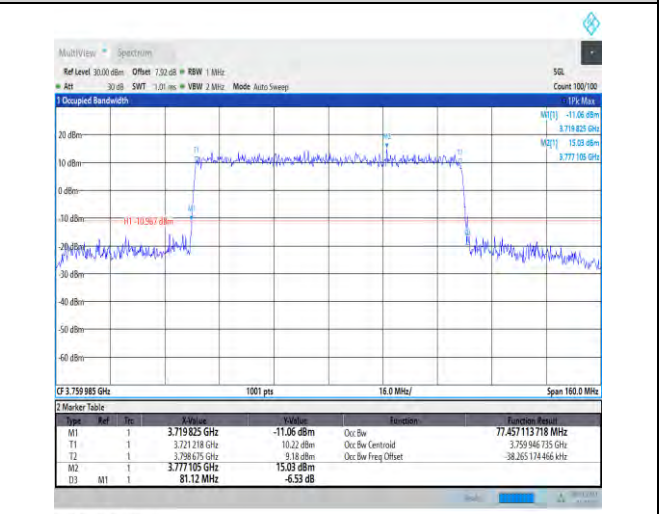 MultiView Spectrum
Ref Level 30.00 dBm Offset 7.92 dB RBW 1 MHz SGL
Att 30 dB SWT 1.01 ms VBW 2 MHz Mode Auto Sweep Count 100/100
1 Occupied Bandwidth 1Pk Max
M1[1] -11.06 dBm
3.719 825 GHz
M2[1] 15.03 dBm
3.777 105 GHz
20 dBm
M2
T1
10 dBm
0 dBm
M1
-10 dBm
H1 -10.967 dBm
-20 dBm
-30 dBm
-40 dBm
-50 dBm
-60 dBm
CF 3.759 985 GHz 1001 pts 16.0 MHz/ Span 160.0 MHz
2 Marker Table
Type Ref Trc X-Value Y-Value Function Function Result
M1 1 3.719 825 GHz -11.06 dBm Occ Bw 77.457 113 718 MHz
T1 1 3.721 218 GHz 10.22 dBm Occ Bw Centroid 3.759 946 735 GHz
T2 1 3.798 675 GHz 9.18 dBm Occ Bw Freq Offset -38.265 174 466 kHz
M2 1 3.777 105 GHz 15.03 dBm
D3 M1 1 81.12 MHz -6.53 dB